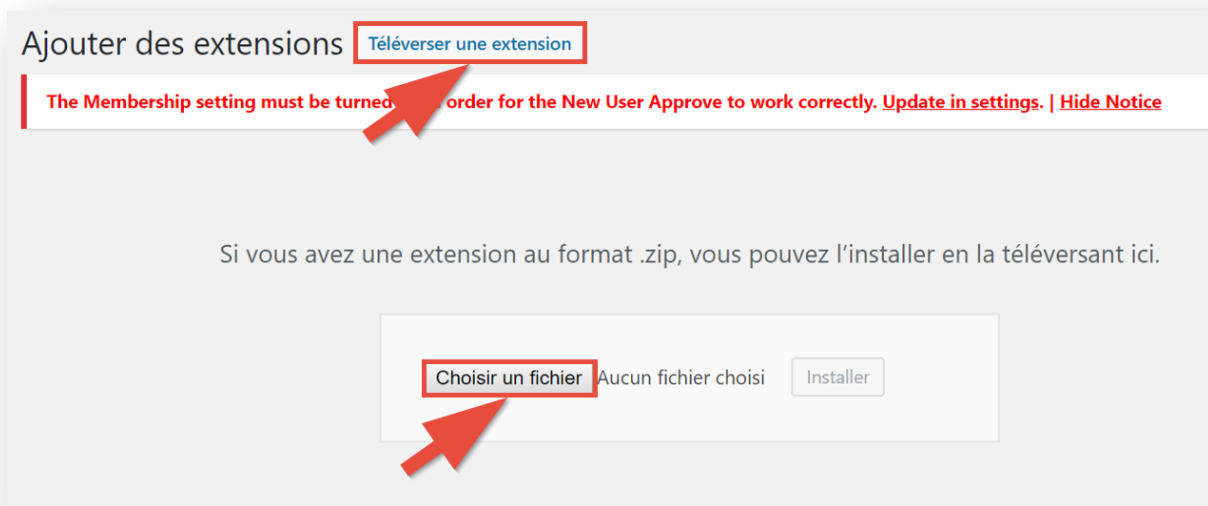 Ajouter des extensions Téléverser une extension
The Membership setting must be turned order for the New User Approve to work correctly. Update in settings. | Hide Notice
Si vous avez une extension au format .zip, vous pouvez l’installer en la téléversant ici.
Choisir un fichier Aucun fichier choisi Installer